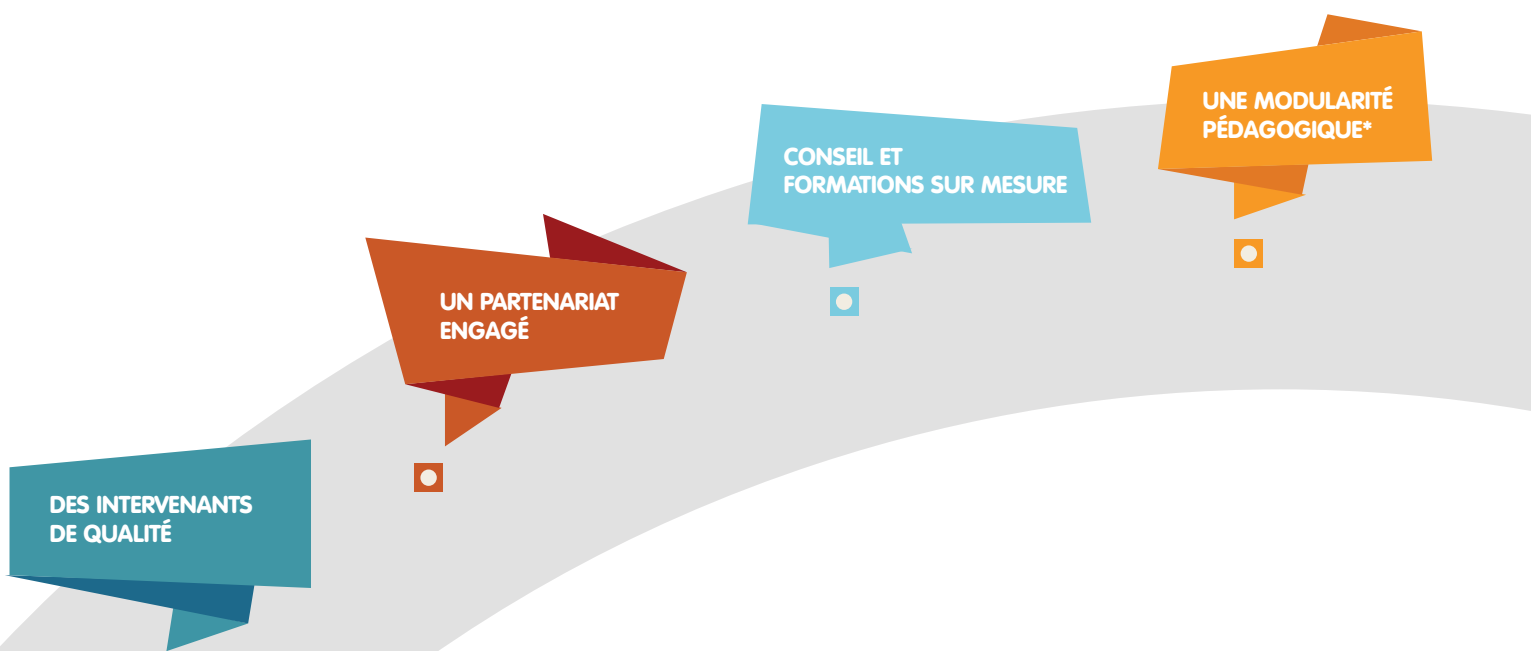 DES INTERVENANTS
DE QUALITÉ
UN PARTENARIAT
ENGAGÉ
CONSEIL ET
FORMATIONS SUR MESURE
UNE MODULARITÉ
PÉDAGOGIQUE*